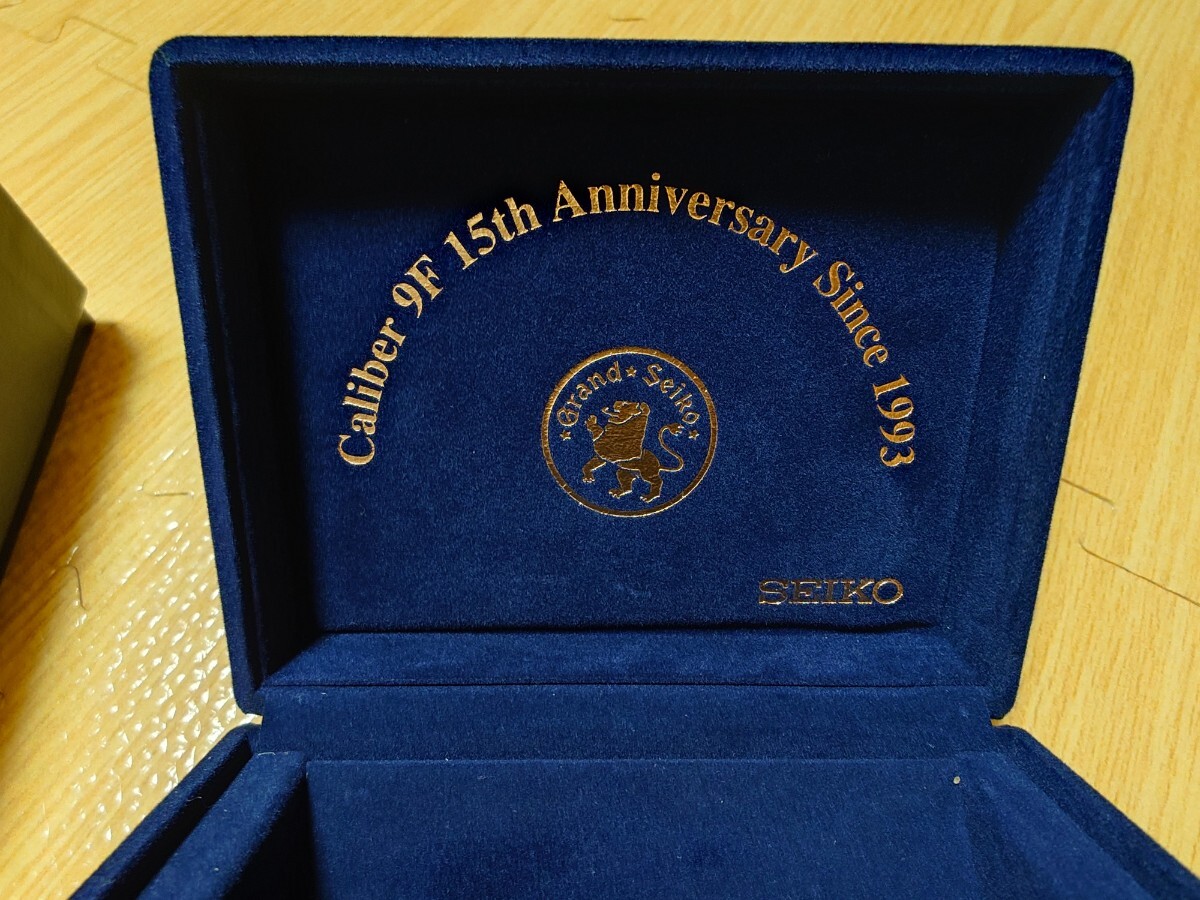 Caliber 9F 15th Anniversary Since 1993
Grand Seiko
SEIKO